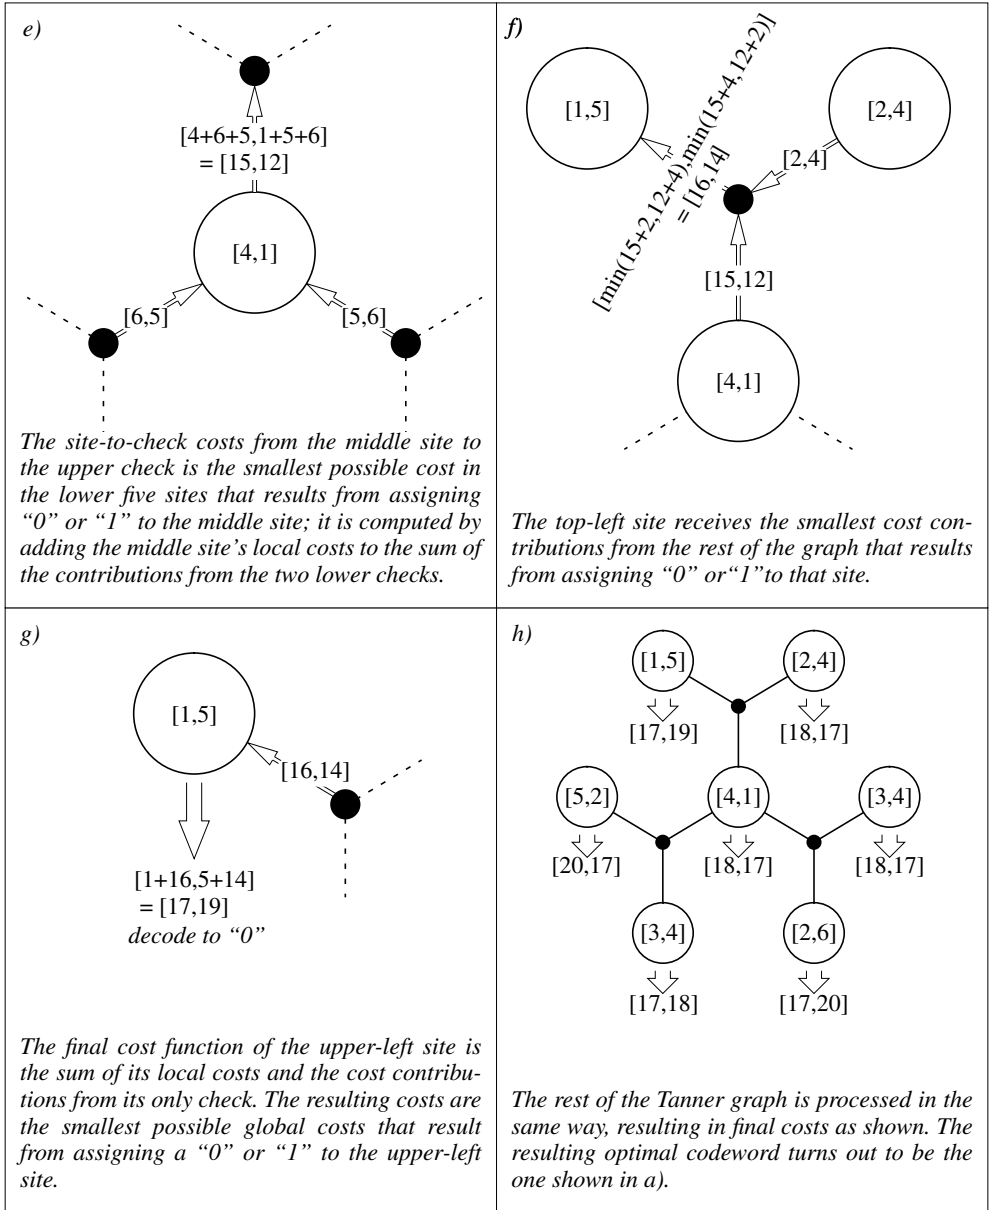 e)
[4+6+5,1+5+6]
= [15,12]
[4,1]
[6,5]
[5,6]
The site-to-check costs from the middle site to
the upper check is the smallest possible cost in
the lower five sites that results from assigning
“0” or “1” to the middle site; it is computed by
adding the middle site’s local costs to the sum of
the contributions from the two lower checks.
f)
[1,5]
[2,4]
[2,4]
[min(15+2,12+4),min(15+4,12+2)]
= [16,14]
[15,12]
[4,1]
The top-left site receives the smallest cost con-
tributions from the rest of the graph that results
from assigning “0” or“1”to that site.
g)
[1,5]
[16,14]
[1+16,5+14]
= [17,19]
decode to “0”
The final cost function of the upper-left site is
the sum of its local costs and the cost contribu-
tions from its only check. The resulting costs are
the smallest possible global costs that result
from assigning a “0” or “1” to the upper-left
site.
h)
[1,5] [2,4]
[17,19] [18,17]
[5,2] [4,1] [3,4]
[20,17] [18,17] [18,17]
[3,4] [2,6]
[17,18] [17,20]
The rest of the Tanner graph is processed in the
same way, resulting in final costs as shown. The
resulting optimal codeword turns out to be the
one shown in a).